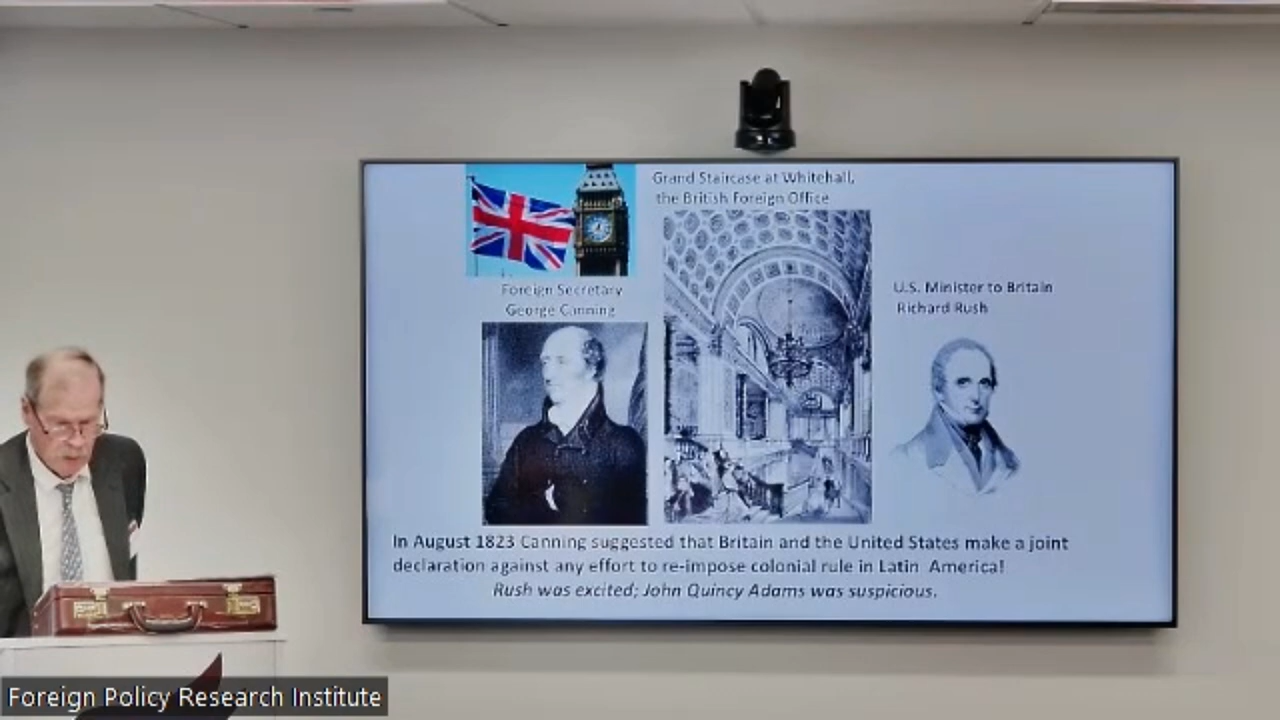 Grand Staircase at Whitehall,
the British Foreign Office
Foreign Secretary
George Canning
U.S. Minister to Britain
Richard Rush
In August 1823 Canning suggested that Britain and the United States make a joint
declaration against any effort to re-impose colonial rule in Latin America!
Rush was excited; John Quincy Adams was suspicious.
Foreign Policy Research Institute